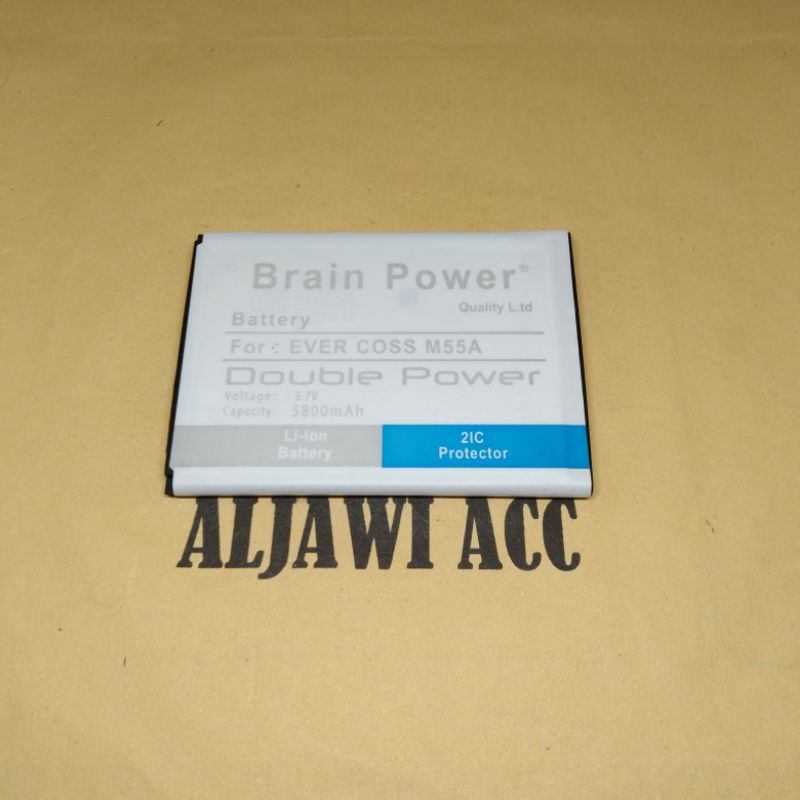 Brain Power®
Quality L.td
Battery
For : EVER COSS M55A
Double Power
Voltage : 3.7V
Capacity: 5800mAh
Li-ion
Battery
2IC
Protector
ALJAWI ACC